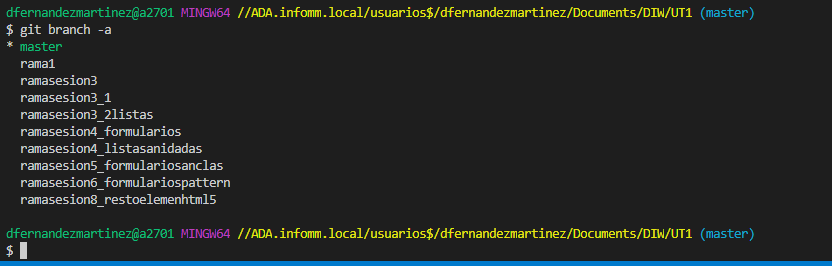 dfernandezmartinez@a2701 MINGW64 //ADA.infomm.local/usuarios$/dfernandezmartinez/Documents/DIW/UT1 (master)
$ git branch -a
* master
  rama1
  ramasesion3
  ramasesion3_1
  ramasesion3_2listas
  ramasesion4_formularios
  ramasesion4_listasanidadas
  ramasesion5_formulariosanclas
  ramasesion6_formulariospattern
  ramasesion8_restoelemenhtml5
dfernandezmartinez@a2701 MINGW64 //ADA.infomm.local/usuarios$/dfernandezmartinez/Documents/DIW/UT1 (master)
$